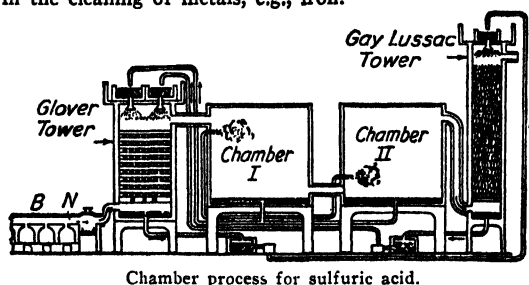 in the cleaning of metals, e.g., iron.
Gay Lussac
Tower
Glover
Tower
Chamber
I
Chamber
II
B N
Chamber process for sulfuric acid.